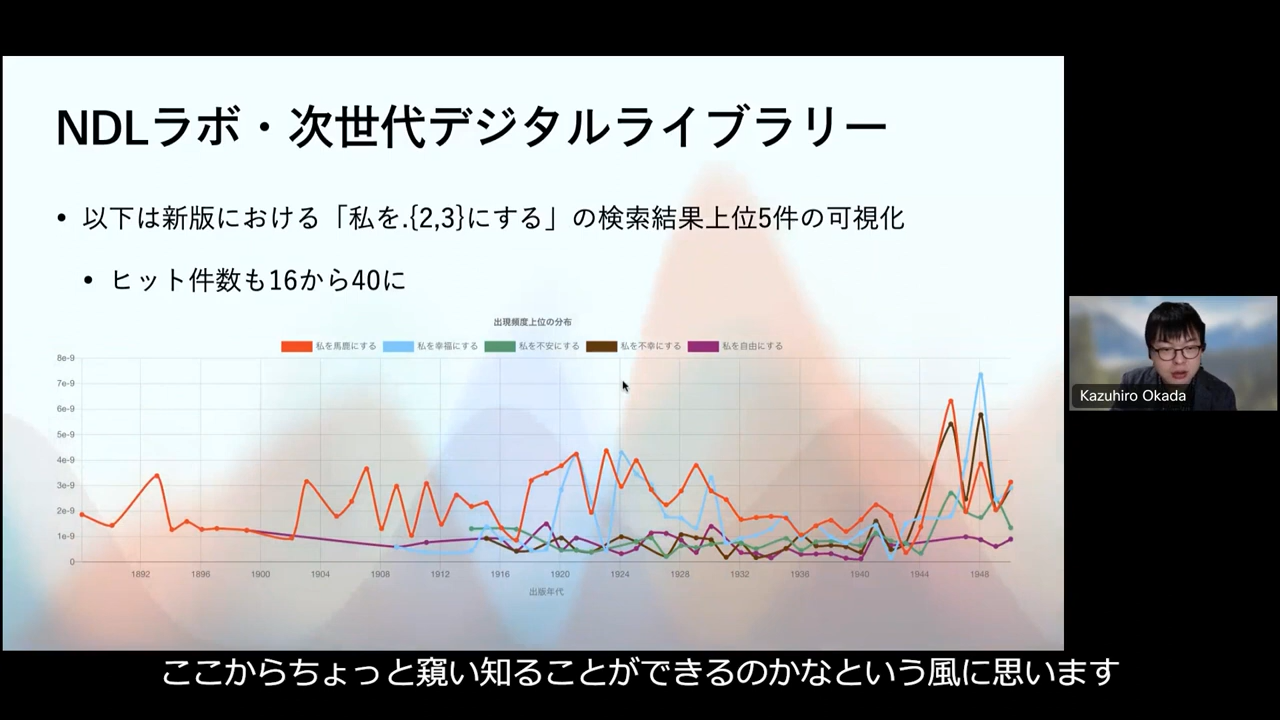 NDLラボ・次世代デジタルライブラリー
• 以下は新版における「私を.{2,3}にする」の検索結果上位5件の可視化
• ヒット件数も16から40に
出現頻度上位の分布
私を馬鹿にする 私を幸福にする 私を不安にする 私を不幸にする 私を自由にする
8e-9
7e-9
6e-9
5e-9
4e-9
3e-9
2e-9
1e-9
0
1892 1896 1900 1904 1908 1912 1916 1920 1924 1928 1932 1936 1940 1944 1948
出版年代
Kazuhiro Okada
ここからちょっと窺い知ることができるのかなという風に思います